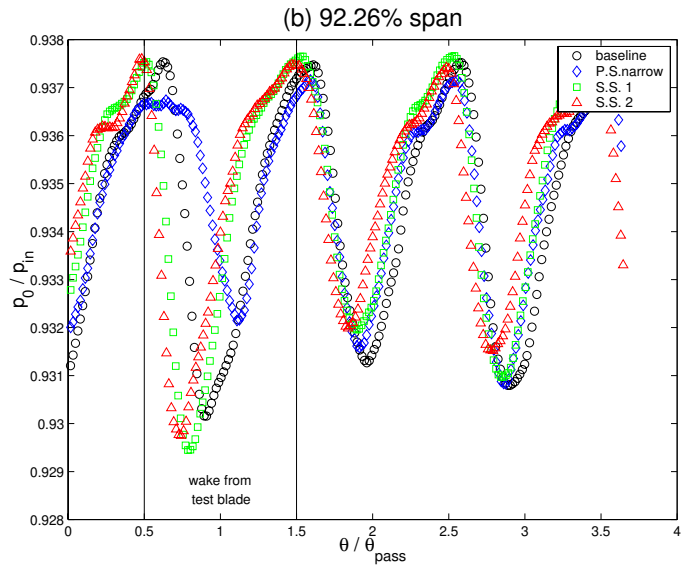 (b) 92.26% span
0.938
0.937
0.936
0.935
0.934
0.933
0.932
0.931
0.93
0.929
0.928
p0 / pin
baseline
P.S.narrow
S.S. 1
S.S. 2
wake from
test blade
0 0.5 1 1.5 2 2.5 3 3.5 4
θ / θpass